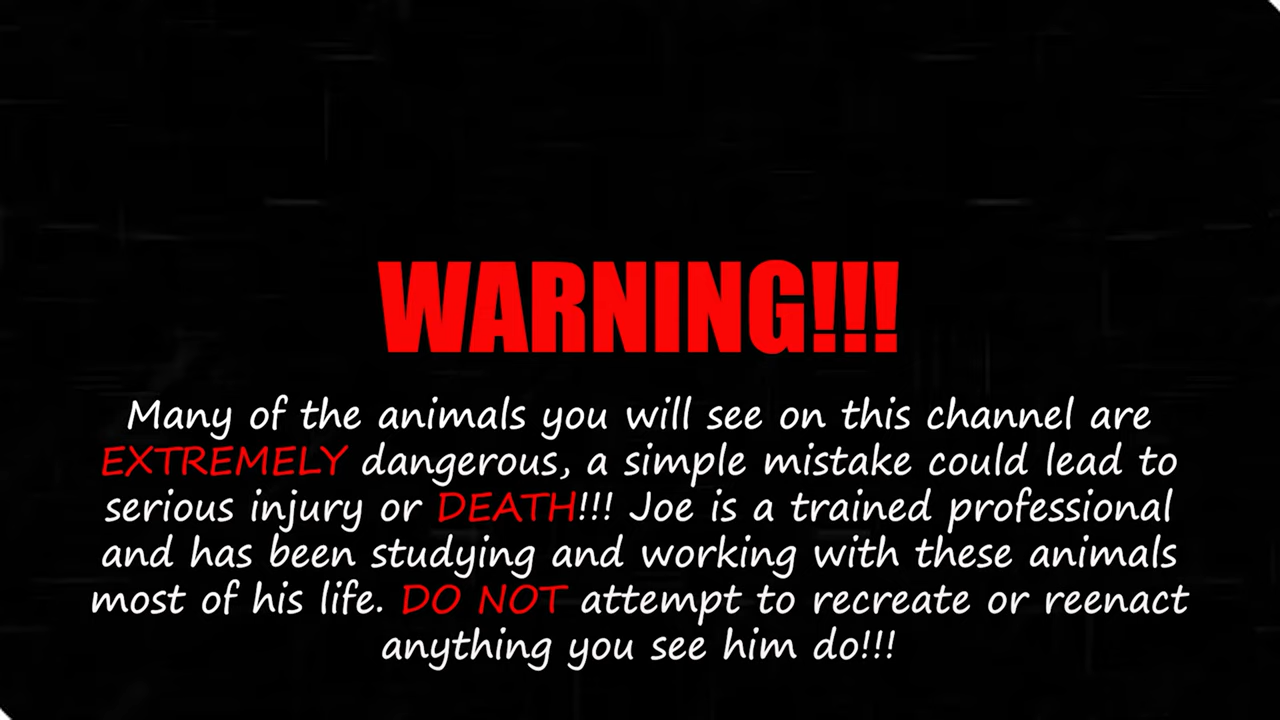 WARNING!!!
Many of the animals you will see on this channel are
EXTREMELY dangerous, a simple mistake could lead to
serious injury or DEATH!!! Joe is a trained professional
and has been studying and working with these animals
most of his life. DO NOT attempt to recreate or reenact
anything you see him do!!!